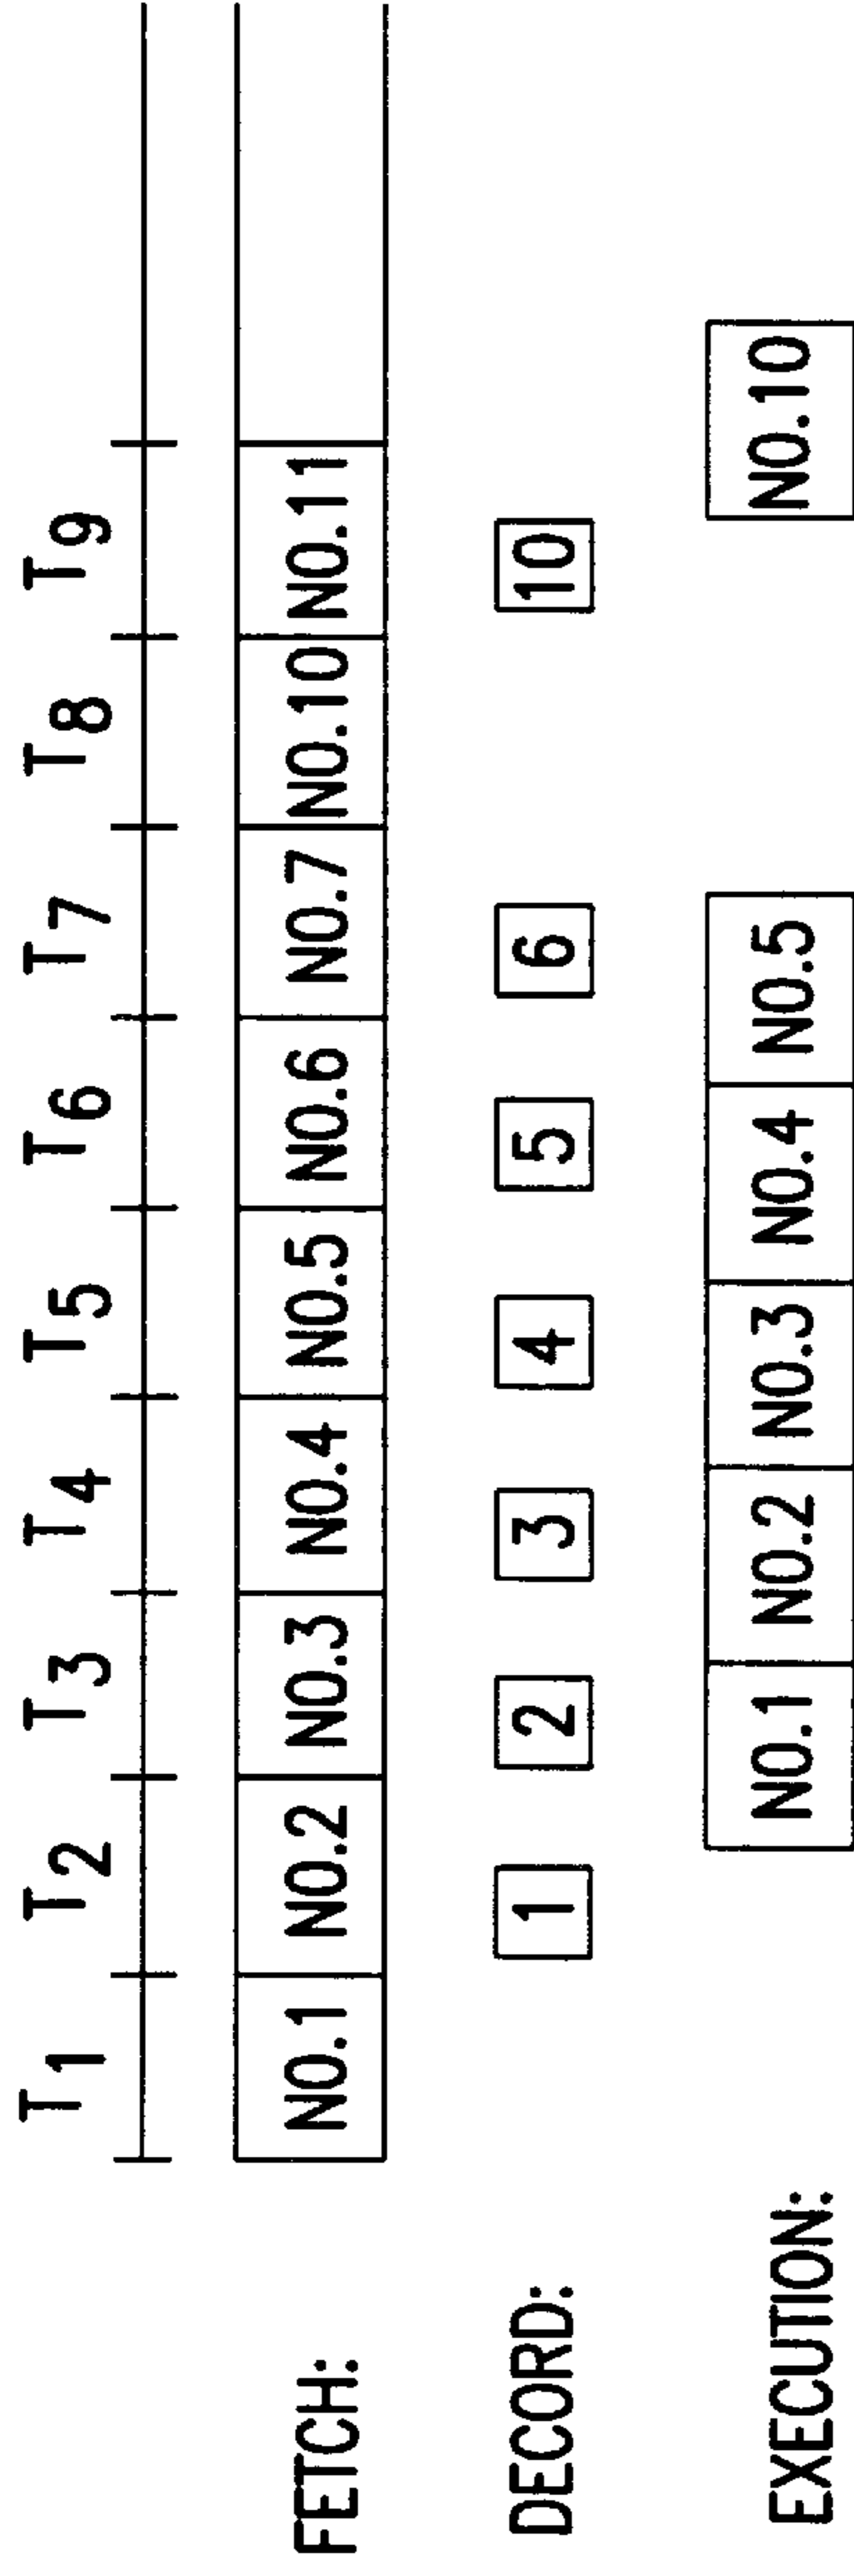 T1 T2 T3 T4 T5 T6 T7 T8 T9
FETCH: NO.1 NO.2 NO.3 NO.4 NO.5 NO.6 NO.7 NO.10 NO.11
DECORD: 1 2 3 4 5 6 10
EXECUTION: NO.1 NO.2 NO.3 NO.4 NO.5 NO.10